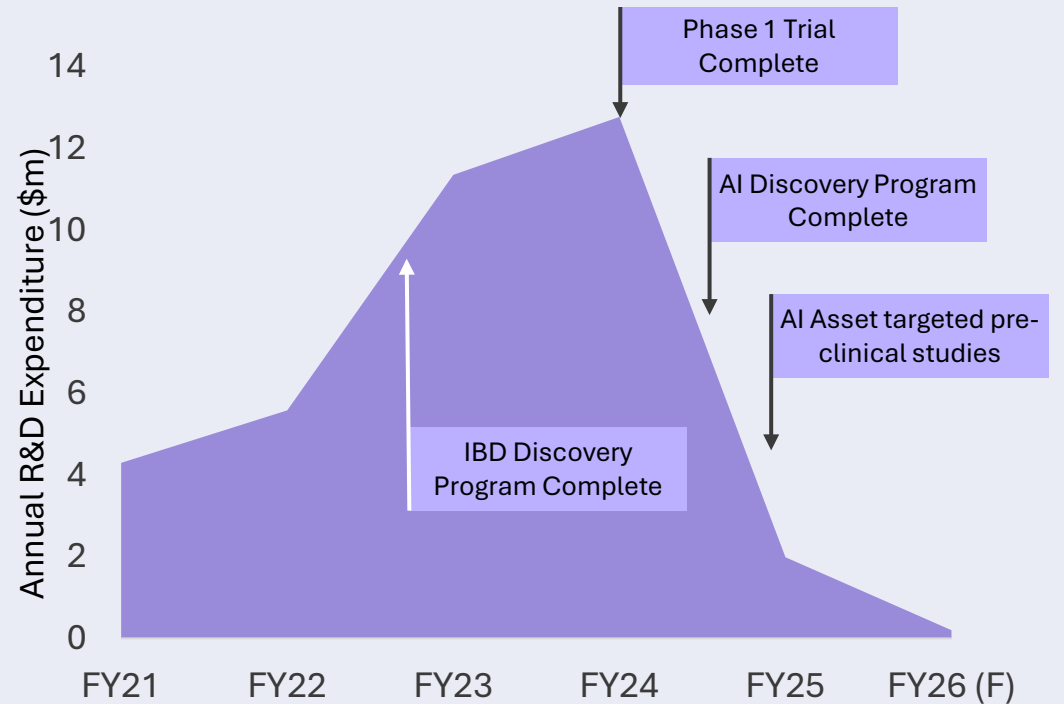 Phase 1 Trial
Complete
14
12
10
8
6
4
2
0
Annual R&D Expenditure ($m)
AI Discovery Program
Complete
AI Asset targeted pre-
clinical studies
IBD Discovery
Program Complete
FY21
FY22
FY23
FY24
FY25
FY26 (F)